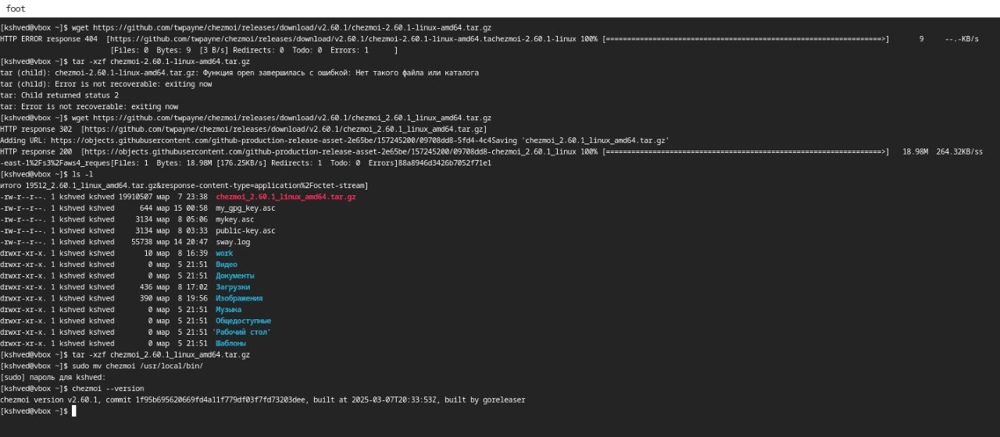 foot
[kshved@vbox ~]$ wget https://github.com/twpayne/chezmoi/releases/download/v2.60.1/chezmoi-2.60.1-linux-amd64.tar.gz
HTTP ERROR response 404  [https://github.com/twpayne/chezmoi/releases/download/v2.60.1/chezmoi-2.60.1-linux-amd64.tachezmoi-2.60.1-linux 100% [=================================================================>]       9     --.-KB/s
                          [Files: 0  Bytes: 9  [3 B/s] Redirects: 0  Todo: 0  Errors: 1      ]
[kshved@vbox ~]$ tar -xzf chezmoi-2.60.1-linux-amd64.tar.gz
tar (child): chezmoi-2.60.1-linux-amd64.tar.gz: Функция open завершилась с ошибкой: Нет такого файла или каталога
tar (child): Error is not recoverable: exiting now
tar: Child returned status 2
tar: Error is not recoverable: exiting now
[kshved@vbox ~]$ wget https://github.com/twpayne/chezmoi/releases/download/v2.60.1/chezmoi_2.60.1_linux_amd64.tar.gz
HTTP response 302  [https://github.com/twpayne/chezmoi/releases/download/v2.60.1/chezmoi_2.60.1_linux_amd64.tar.gz]
Adding URL: https://objects.githubusercontent.com/github-production-release-asset-2e65be/157245200/09708dd8-5fd4-4c4Saving 'chezmoi_2.60.1_linux_amd64.tar.gz'
HTTP response 200  [https://objects.githubusercontent.com/github-production-release-asset-2e65be/157245200/09708dd8-chezmoi_2.60.1_linux 100% [=================================================================>]   18.98M  264.32KB/ss
-east-1%2Fs3%2Faws4_reques[Files: 1  Bytes: 18.98M [176.25KB/s] Redirects: 1  Todo: 0  Errors]88a8946d3426b7052f71e1
[kshved@vbox ~]$ ls -l
итого 19512_2.60.1_linux_amd64.tar.gz&response-content-type=application%2Foctet-stream]
-rw-r--r--. 1 kshved kshved 19910507 мар  7 23:38  chezmoi_2.60.1_linux_amd64.tar.gz
-rw-r--r--. 1 kshved kshved      644 мар 15 00:58  my_gpg_key.asc
-rw-r--r--. 1 kshved kshved     3134 мар  8 05:06  mykey.asc
-rw-r--r--. 1 kshved kshved     3134 мар  8 03:33  public-key.asc
-rw-r--r--. 1 kshved kshved    55738 мар 14 20:47  sway.log
drwxr-xr-x. 1 kshved kshved       10 мар  8 16:39  work
drwxr-xr-x. 1 kshved kshved        0 мар  5 21:51  Видео
drwxr-xr-x. 1 kshved kshved        0 мар  5 21:51  Документы
drwxr-xr-x. 1 kshved kshved      436 мар  8 17:02  Загрузки
drwxr-xr-x. 1 kshved kshved      390 мар  8 19:56  Изображения
drwxr-xr-x. 1 kshved kshved        0 мар  5 21:51  Музыка
drwxr-xr-x. 1 kshved kshved        0 мар  5 21:51  Общедоступные
drwxr-xr-x. 1 kshved kshved        0 мар  5 21:51 'Рабочий стол'
drwxr-xr-x. 1 kshved kshved        0 мар  5 21:51  Шаблоны
[kshved@vbox ~]$ tar -xzf chezmoi_2.60.1_linux_amd64.tar.gz
[kshved@vbox ~]$ sudo mv chezmoi /usr/local/bin/
[sudo] пароль для kshved:
[kshved@vbox ~]$ chezmoi --version
chezmoi version v2.60.1, commit 1f95b695620669fd4a11f779df03f7fd73203dee, built at 2025-03-07T20:33:53Z, built by goreleaser
[kshved@vbox ~]$